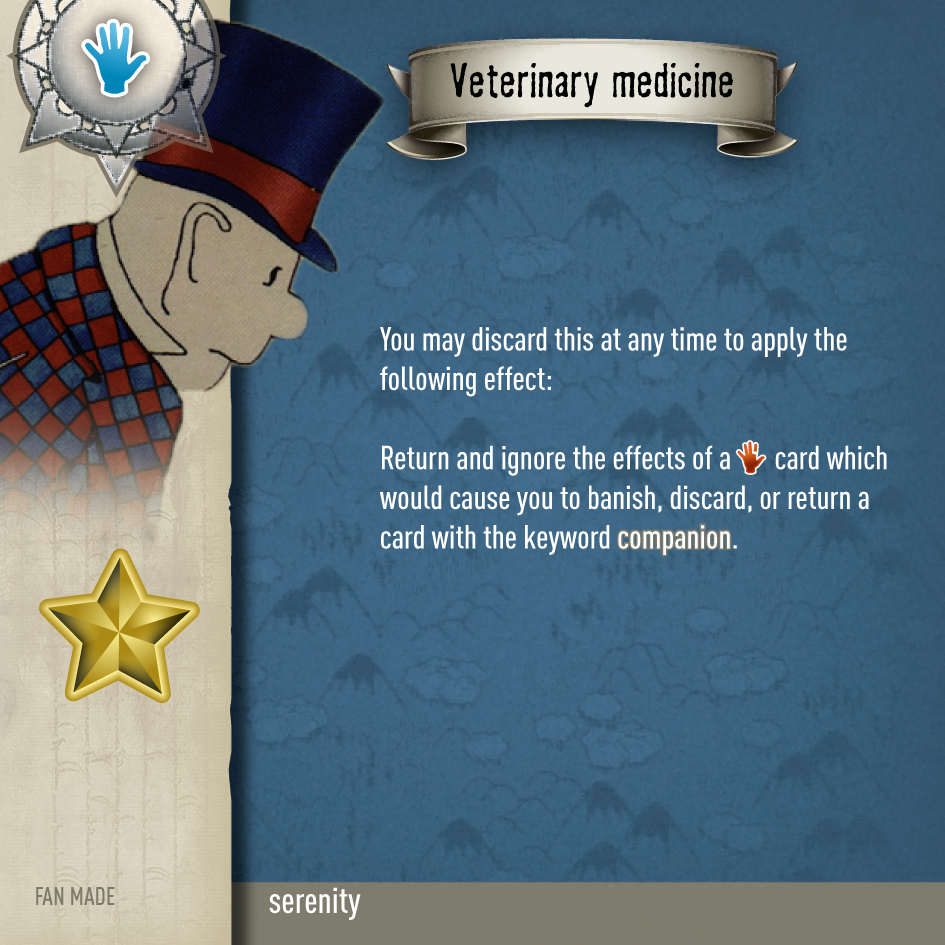 Veterinary medicine
You may discard this at any time to apply the
following effect:
Return and ignore the effects of a card which
would cause you to banish, discard, or return a
card with the keyword companion.
FAN MADE
serenity